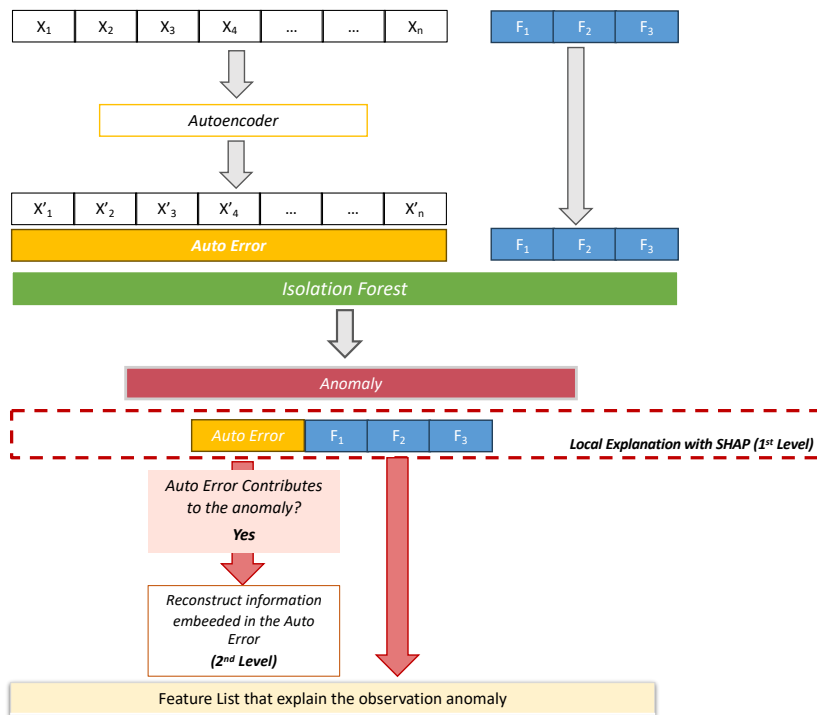 X1 X2 X3 X4 ... ... Xn F1 F2 F3
Autoencoder
X'1 X'2 X'3 X'4 ... ... X'n
Auto Error F1 F2 F3
Isolation Forest
Anomaly
Auto Error F1 F2 F3
Local Explanation with SHAP (1st Level)
Auto Error Contributes
to the anomaly?
Yes
Reconstruct information
embeeded in the Auto
Error
(2nd Level)
Feature List that explain the observation anomaly